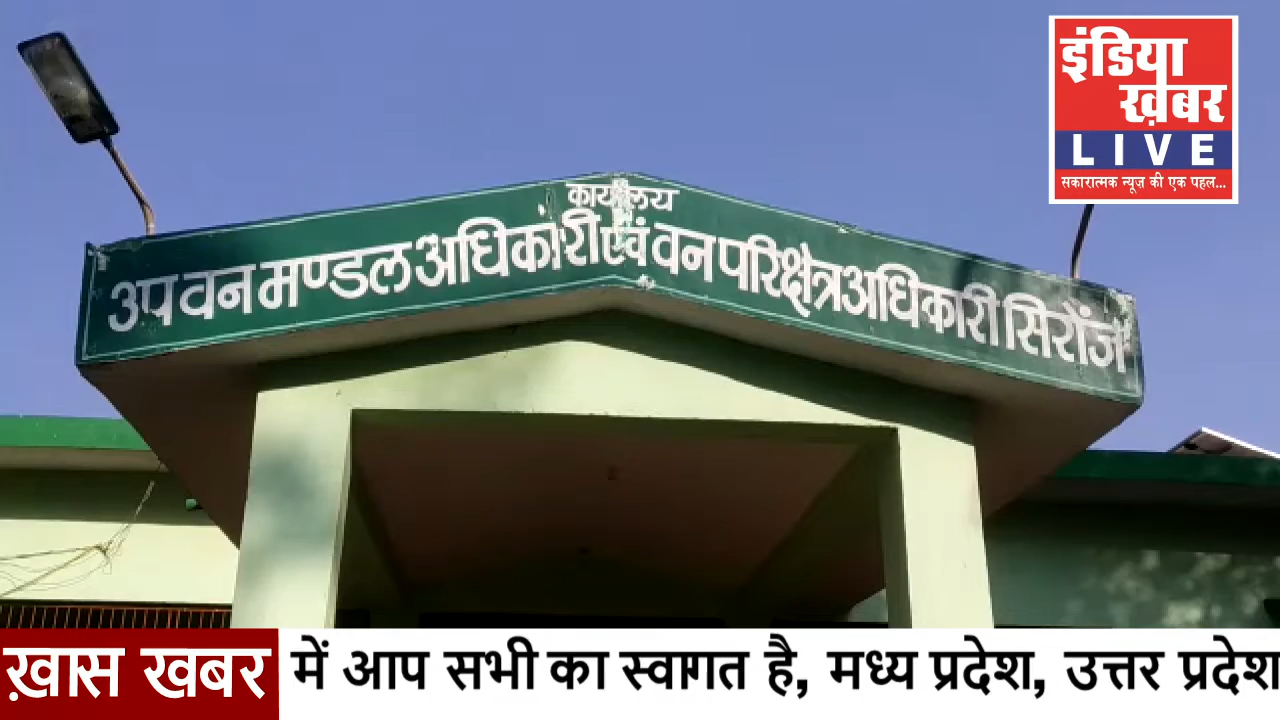 इंडिया
ख़बर
LIVE
सकारात्मक न्यूज की एक पहल...
कार्यालय
उप वन मण्डल अधिकारी एवं वन परिक्षेत्र अधिकारी सिरोंज
ख़ास खबर में आप सभी का स्वागत है, मध्य प्रदेश, उत्तर प्रदेश